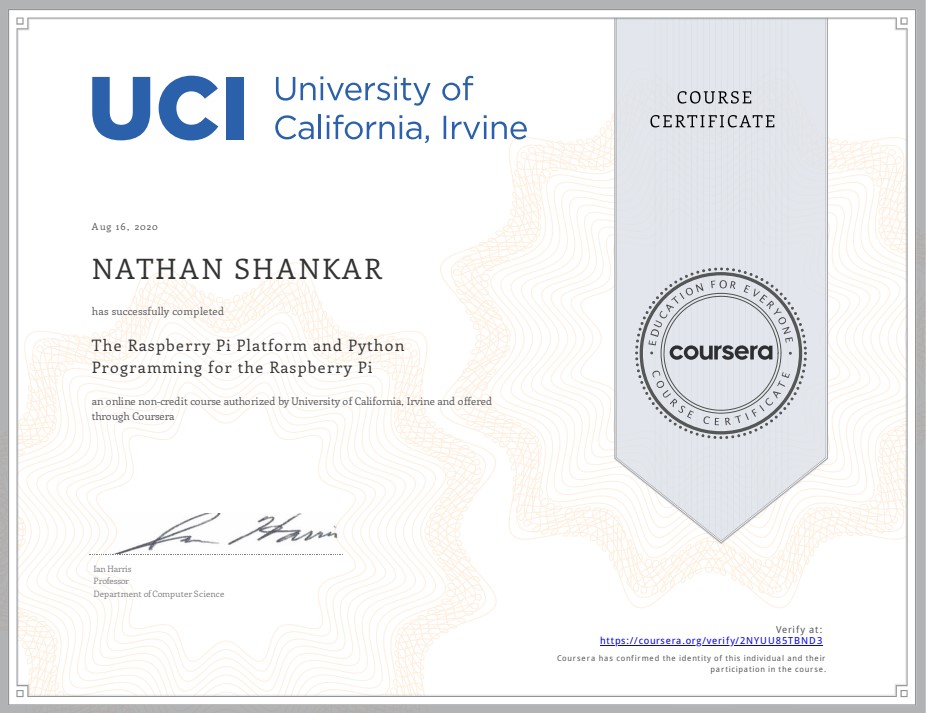 UCI
University of
California, Irvine
COURSE
CERTIFICATE
Aug 16, 2020
NATHAN SHANKAR
has successfully completed
The Raspberry Pi Platform and Python
Programming for the Raspberry Pi
an online non-credit course authorized by University of California, Irvine and offered
through Coursera
EDUCATION FOR EVERYONE
coursera
COURSE CERTIFICATE
Ian Harris
Ian Harris
Professor
Department of Computer Science
Verify at:
https://coursera.org/verify/2NYUU85TBND3
Coursera has confirmed the identity of this individual and their
participation in the course.